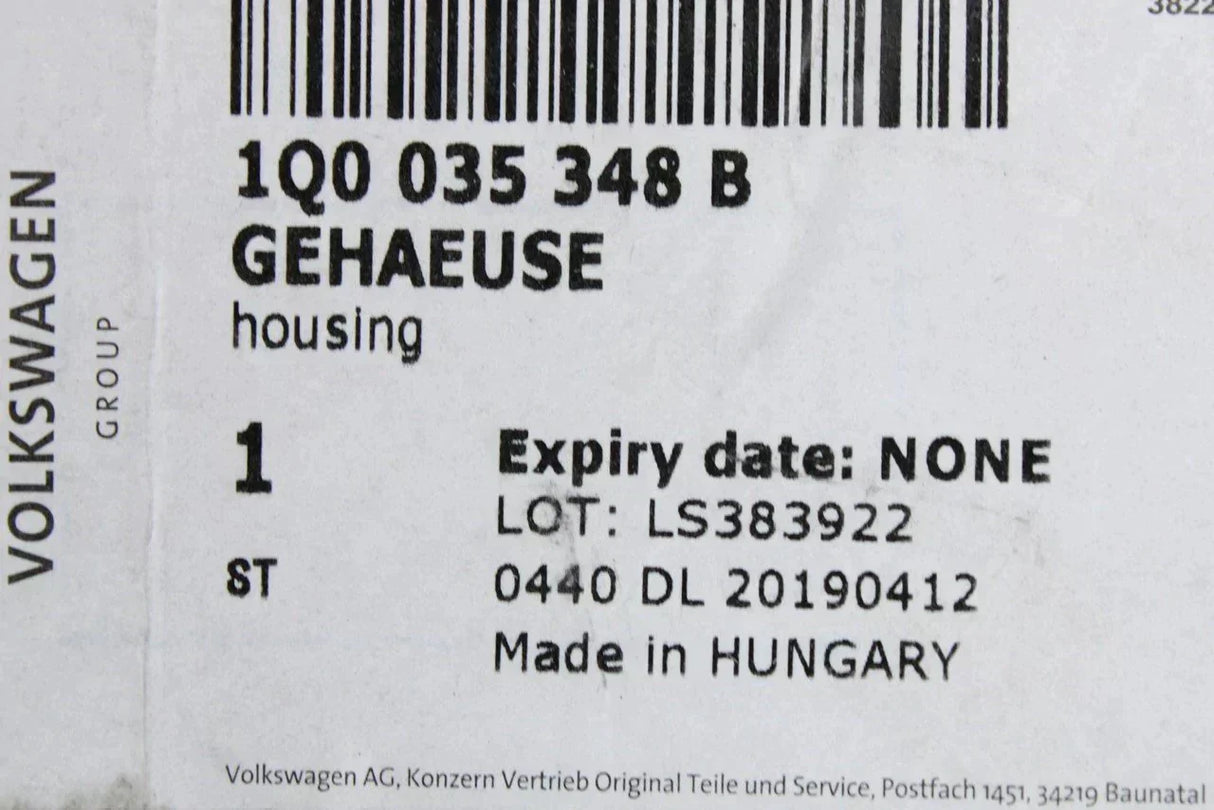 3822
1Q0 035 348 B
GEHAEUSE
housing
1
Expiry date: NONE
LOT: LS383922
ST
0440 DL 20190412
Made in HUNGARY
VOLKSWAGEN
GROUP
Volkswagen AG, Konzern Vertrieb Original Teile und Service, Postfach 1451, 34219 Baunatal